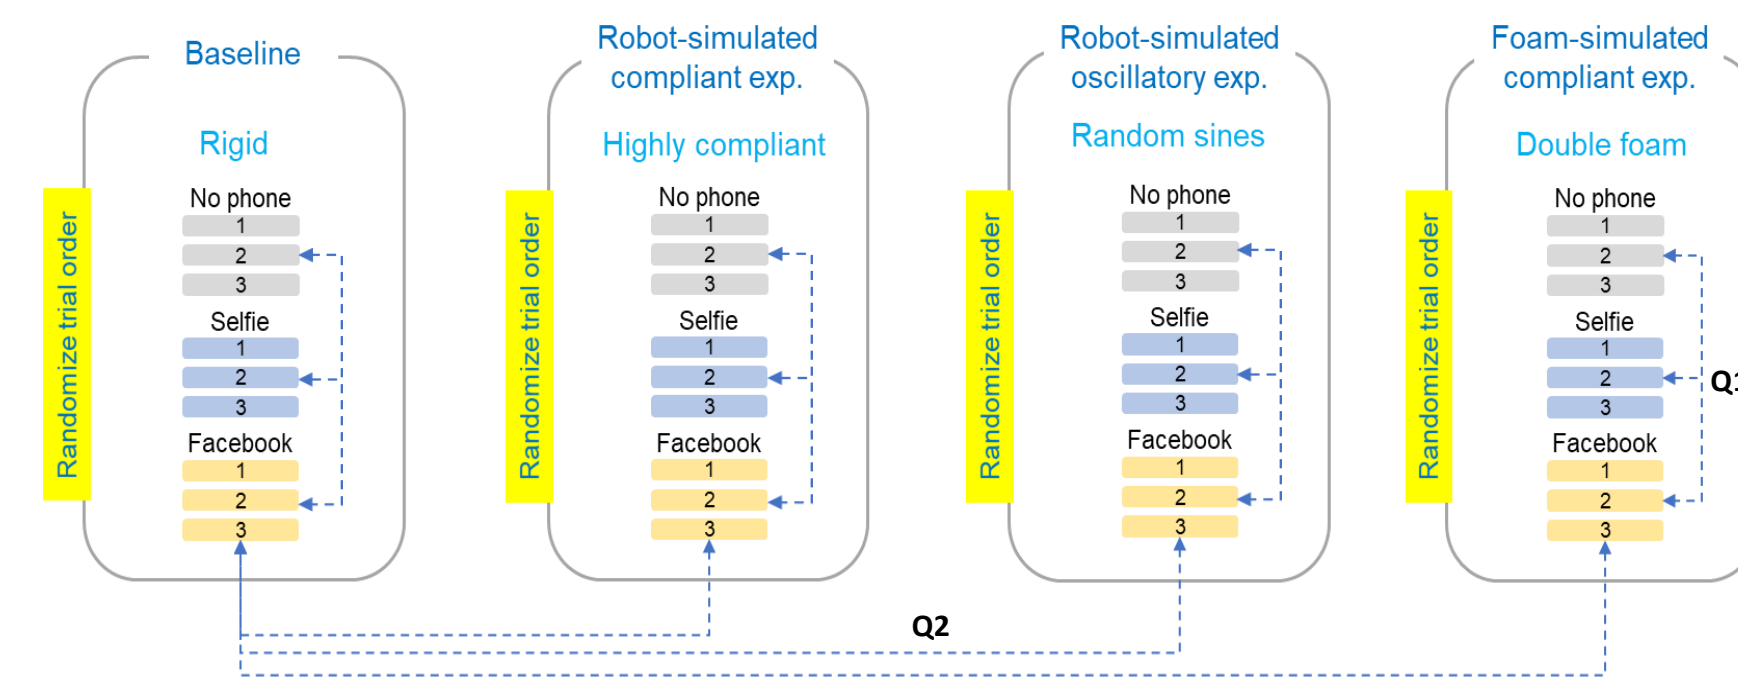 Baseline
Rigid
Randomize trial order
No phone
1
2
3
Selfie
1
2
3
Facebook
1
2
3
Robot-simulated
compliant exp.
Highly compliant
Randomize trial order
No phone
1
2
3
Selfie
1
2
3
Facebook
1
2
3
Robot-simulated
oscillatory exp.
Random sines
Randomize trial order
No phone
1
2
3
Selfie
1
2
3
Facebook
1
2
3
Foam-simulated
compliant exp.
Double foam
Randomize trial order
No phone
1
2
3
Selfie
1
2
3
Facebook
1
2
3
Q1
Q2